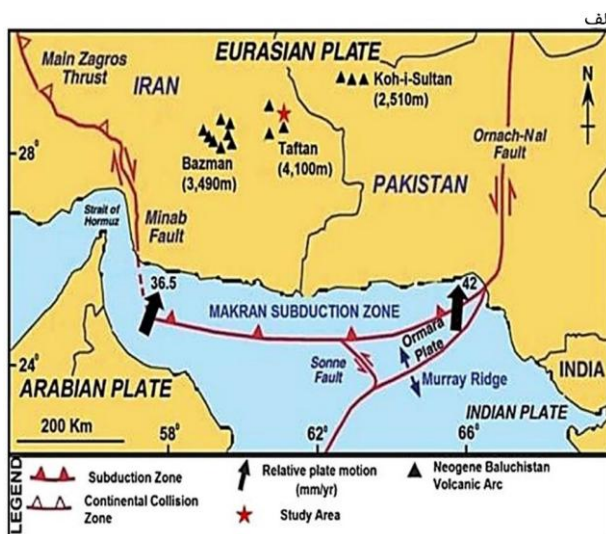 لف
EURASIAN PLATE
Main Zagros
Thrust
IRAN
Koh-i-Sultan
(2,510m)
N
Ornach-Nal
Fault
28
Bazman
(3,490m)
Taftan
(4,100m)
PAKISTAN
Strait of
Hormuz
Minab
Fault
36.5
42
MAKRAN SUBDUCTION ZONE
Ormara
Plate
24
Sonne
Fault
Murray Ridge
INDIA
ARABIAN PLATE
INDIAN PLATE
200 Km
58°
62°
66°
LEGEND
Subduction Zone
Continental Collision
Zone
Relative plate motion
(mm/yr)
Study Area
Neogene Baluchistan
Volcanic Arc